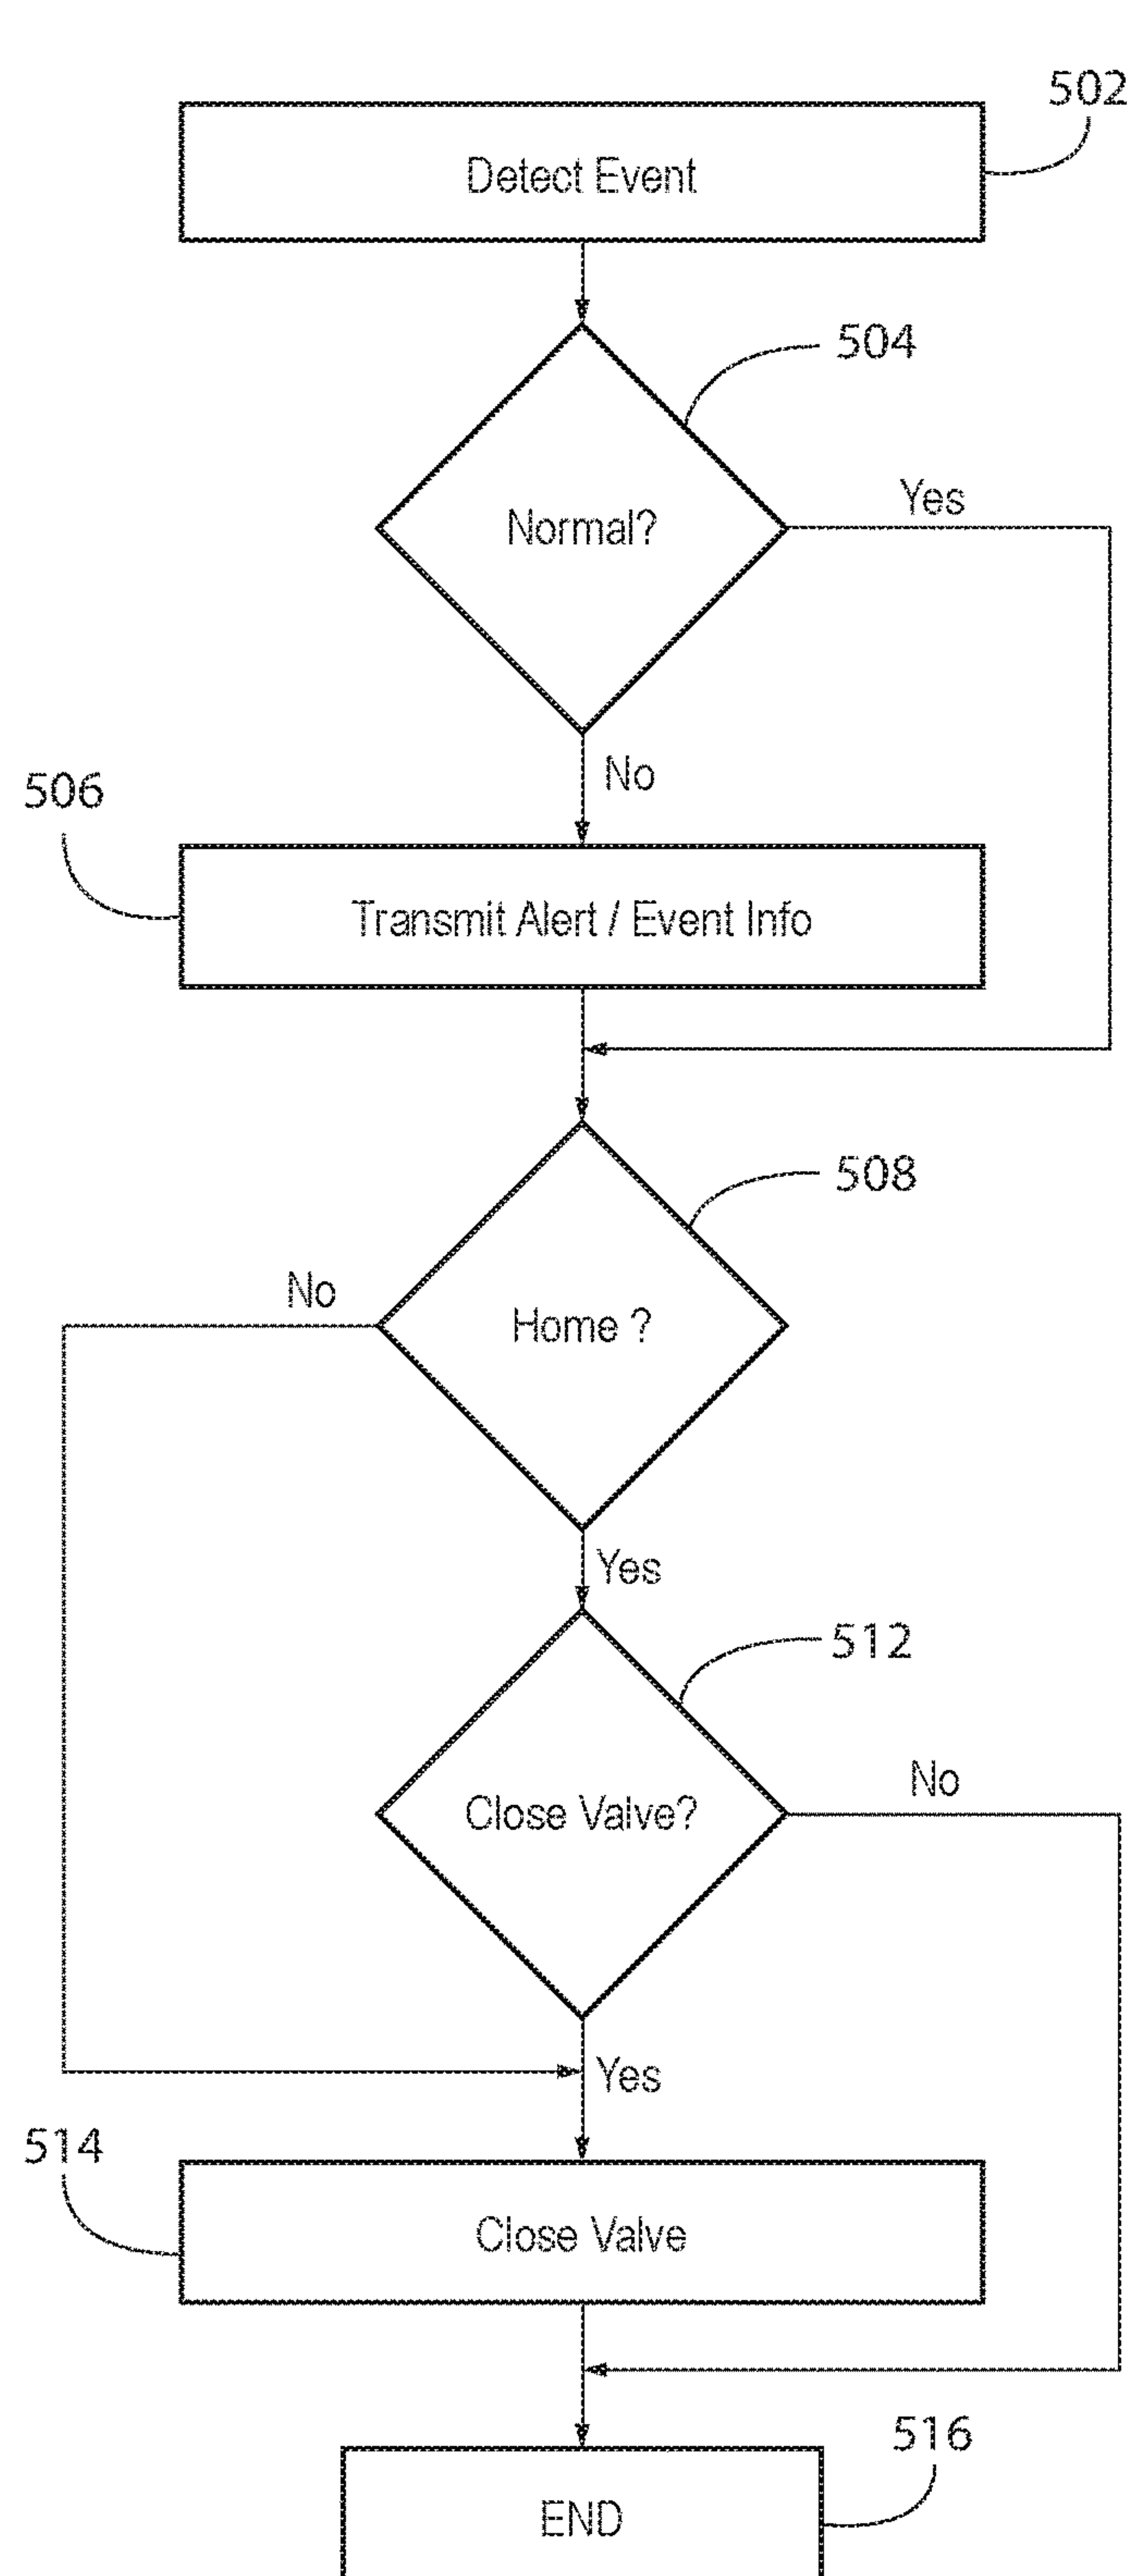 502
Detect Event
504
Normal?
Yes
No
506
Transmit Alert / Event Info
508
No
Home ?
Yes
512
Close Valve?
No
Yes
514
Close Valve
516
END